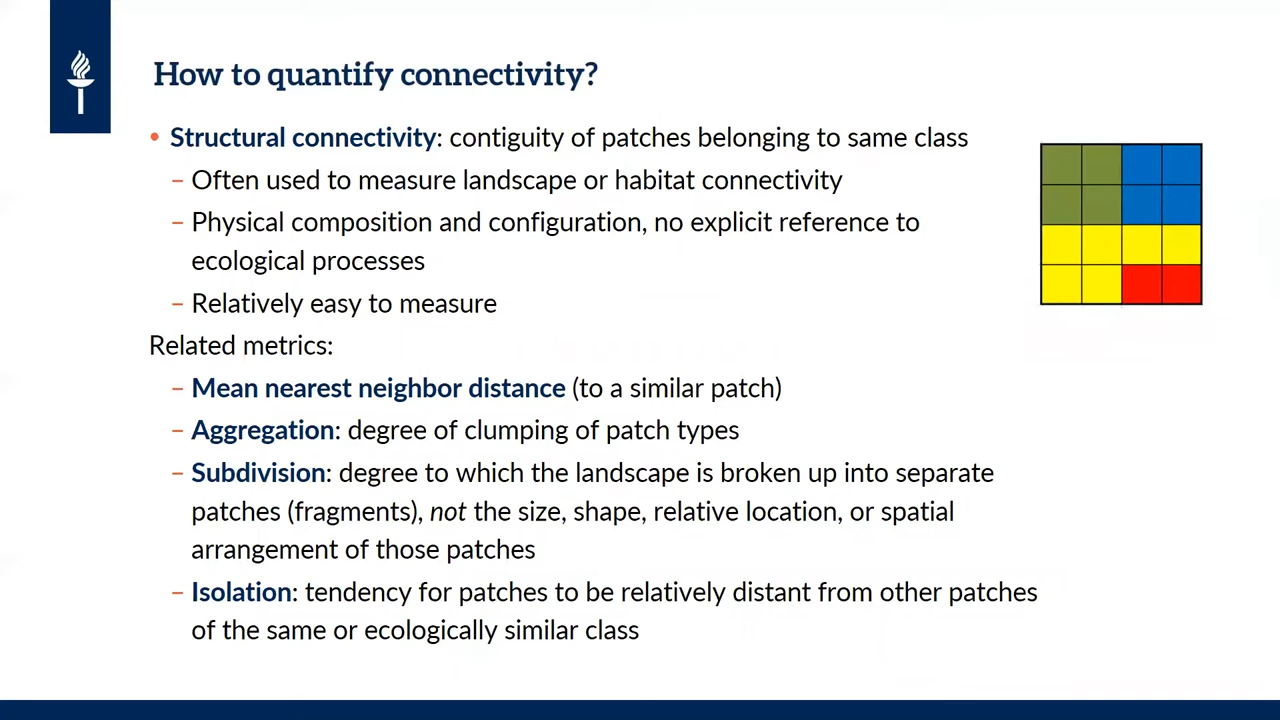 How to quantify connectivity?
• Structural connectivity: contiguity of patches belonging to same class
– Often used to measure landscape or habitat connectivity
– Physical composition and configuration, no explicit reference to
ecological processes
– Relatively easy to measure
Related metrics:
– Mean nearest neighbor distance (to a similar patch)
– Aggregation: degree of clumping of patch types
– Subdivision: degree to which the landscape is broken up into separate
patches (fragments), not the size, shape, relative location, or spatial
arrangement of those patches
– Isolation: tendency for patches to be relatively distant from other patches
of the same or ecologically similar class